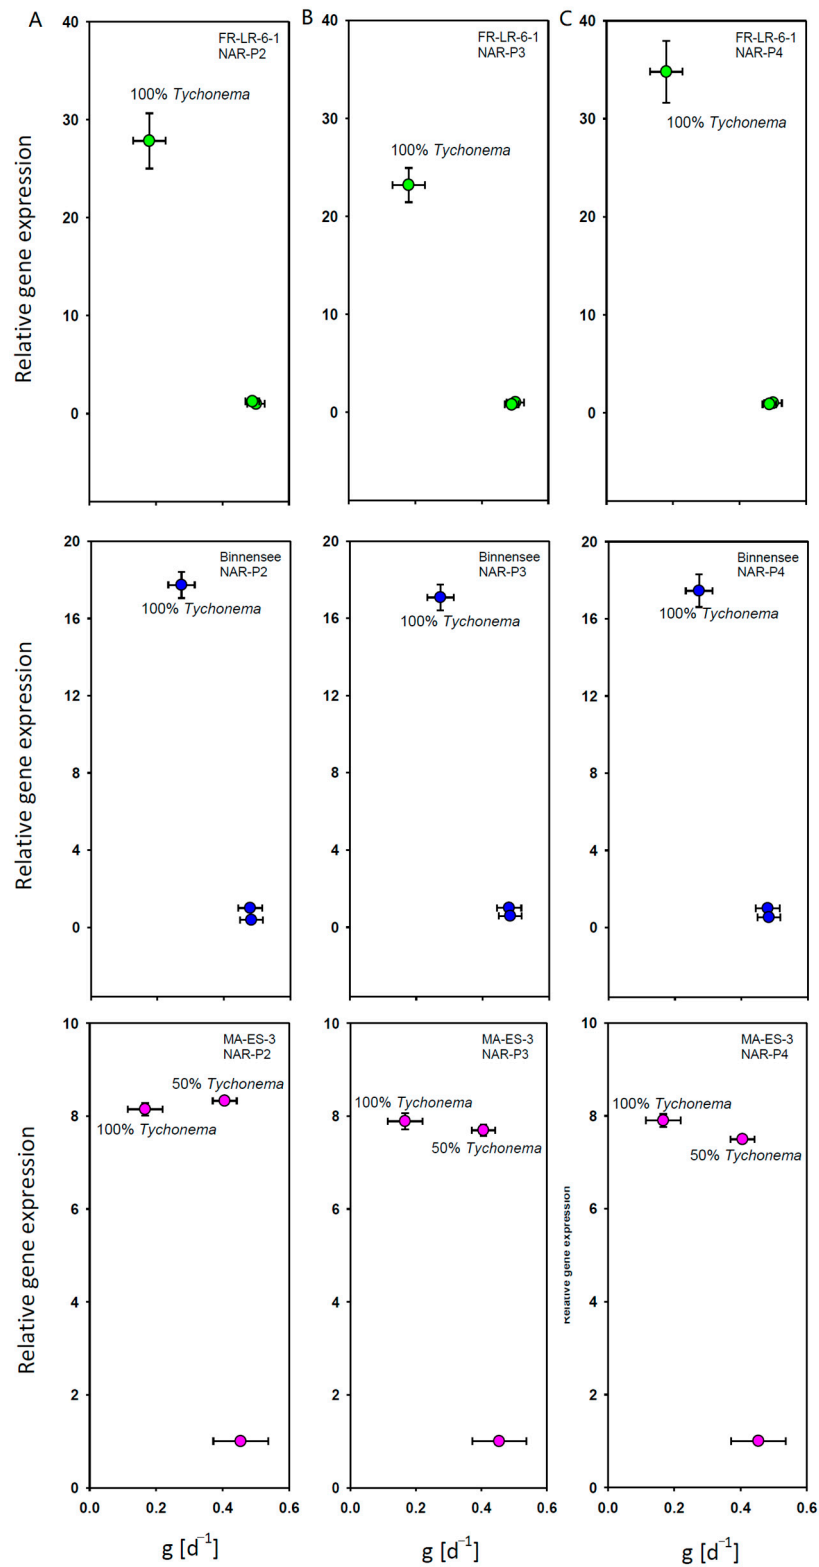 A
B
C
Relative gene expression
40
30
20
10
0
FR-LR-6-1
NAR-P2
100% Tychonema
40
30
20
10
0
FR-LR-6-1
NAR-P3
100% Tychonema
40
30
20
10
0
FR-LR-6-1
NAR-P4
100% Tychonema
Relative gene expression
20
16
12
8
4
0
Binnensee
NAR-P2
100% Tychonema
20
16
12
8
4
0
Binnensee
NAR-P3
100% Tychonema
20
16
12
8
4
0
Binnensee
NAR-P4
100% Tychonema
Relative gene expression
10
8
6
4
2
0
MA-ES-3
NAR-P2
50% Tychonema
100% Tychonema
0.0 0.2 0.4 0.6
g [d⁻¹]
10
8
6
4
2
0
MA-ES-3
NAR-P3
100% Tychonema
50% Tychonema
0.0 0.2 0.4 0.6
g [d⁻¹]
Relative gene expression
10
8
6
4
2
0
MA-ES-3
NAR-P4
100% Tychonema
50% Tychonema
0.0 0.2 0.4 0.6
g [d⁻¹]